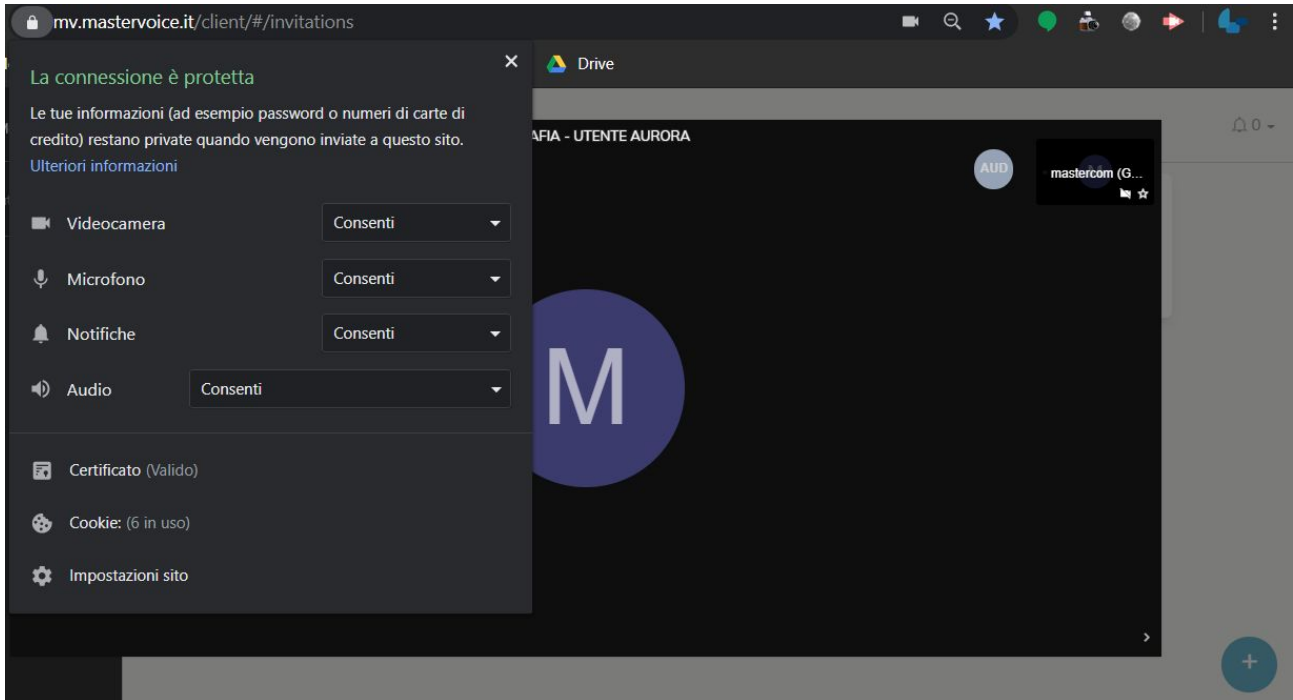 mv.mastervoice.it/client/#/invitations
Drive
La connessione è protetta
Le tue informazioni (ad esempio password o numeri di carte di
credito) restano private quando vengono inviate a questo sito.
Ulteriori informazioni
Videocamera Consenti
Microfono Consenti
Notifiche Consenti
Audio Consenti
Certificato (Valido)
Cookie: (6 in uso)
Impostazioni sito
AFIA - UTENTE AURORA
AUD
mastercom (G...
M
0